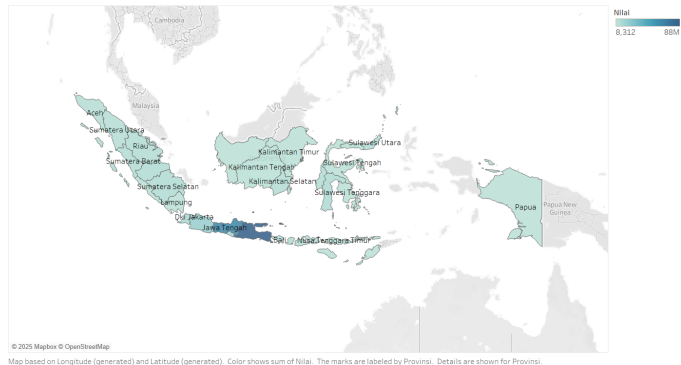 Nilai
8,312 88M
Cambodia
Malaysia
Aceh
Sumatera Utara
Riau
Sumatera Barat
Sumatera Selatan
Lampung
Dki Jakarta
Jawa Tengah
Bali
Nusa Tenggara Timur
Kalimantan Timur
Kalimantan Tengah
Kalimantan Selatan
Sulawesi Utara
Sulawesi Tengah
Sulawesi Tenggara
Papua
Papua New
Guinea
© 2025 Mapbox © OpenStreetMap
Map based on Longitude (generated) and Latitude (generated). Color shows sum of Nilai. The marks are labeled by Provinsi. Details are shown for Provinsi.